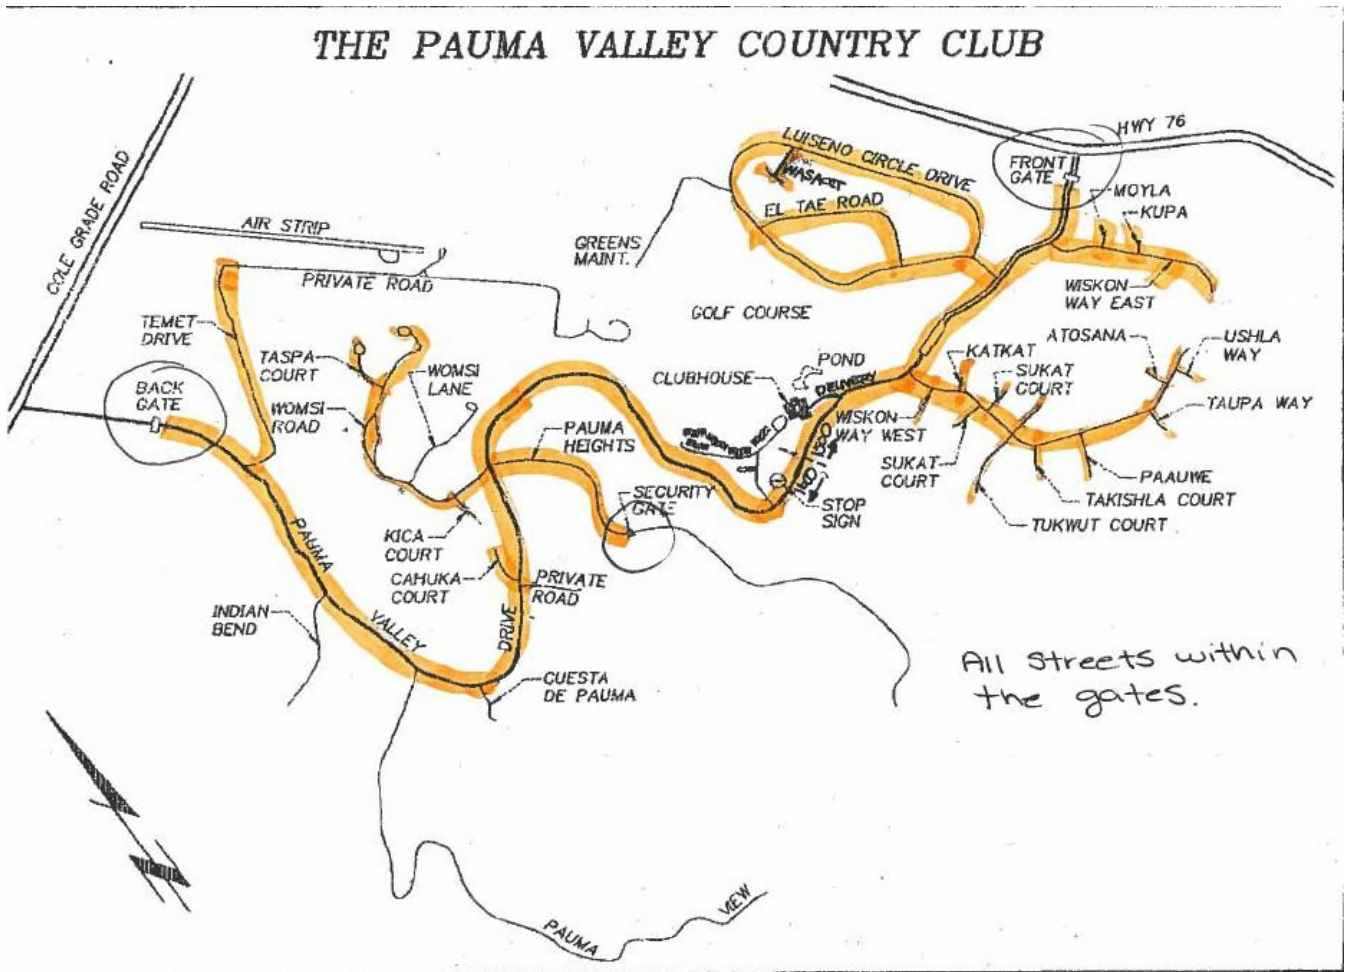 THE PAUMA VALLEY COUNTRY CLUB
HWY 76
COLE GRADE ROAD
LUISENO CIRCLE DRIVE
FRONT
GATE
MOYLA
KUPA
EL TAE ROAD
AIR STRIP
GREENS
MAINT.
PRIVATE ROAD
WISKON
WAY EAST
GOLF COURSE
TEMET
DRIVE
ATOSANA
USHLA
WAY
TASPA
COURT
WOMSI
LANE
POND
KATKAT
SUKAT
COURT
CLUBHOUSE
DELIVERY
BACK
GATE
WOMSI
ROAD
PAUMA
HEIGHTS
WISKON
WAY WEST
TAUPA WAY
SUKAT
COURT
PAAUWE
SECURITY
GATE
STOP
SIGN
TAKISHLA COURT
TUKWUT COURT
KICA
COURT
CAHUKA
COURT
PRIVATE
ROAD
PAUMA
VALLEY
DRIVE
INDIAN
BEND
CUESTA
DE PAUMA
All streets within
the gates.
PAUMA
VIEW